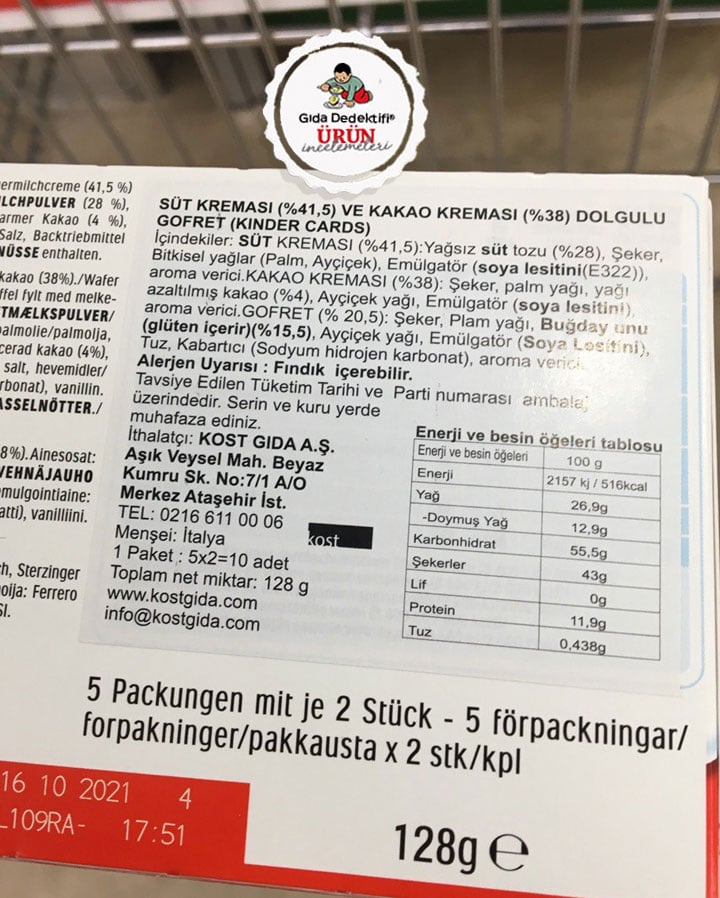 Gıda Dedektifi®
ÜRÜN
incelemeleri
ermilchcreme (41,5 %)
LCHPULVER (28 %),
armer Kakao (4 %),
Salz, Backtriebmittel
NÜSSE enthalten.
kakao (38%)./Wafer
ffel fylt med melke-
TMÆLKSPULVER/
palmolie/palmolja,
cerad kakao (4%),
salt, hevemidler/
rbonat), vanillin.
ASSELNÖTTER./
8%).Ainesosat:
VEHNÄJAUHO
emulgointiaine:
atti), vanilliini.
ch, Sterzinger
oija: Ferrero
SI.
SÜT KREMASI (%41,5) VE KAKAO KREMASI (%38) DOLGULU
GOFRET (KINDER CARDS)
İçindekiler: SÜT KREMASI (%41,5):Yağsız süt tozu (%28), Şeker,
Bitkisel yağlar (Palm, Ayçiçek), Emülgatör (soya lesitini(E322)),
aroma verici.KAKAO KREMASI (%38): Şeker, palm yağı, yağı
azaltılmış kakao (%4), Ayçiçek yağı, Emülgatör (soya lesitini),
aroma verici.GOFRET (% 20,5): Şeker, Plam yağı, Buğday unu
(glüten içerir)(%15,5), Ayçiçek yağı, Emülgatör (Soya Lesitini),
Tuz, Kabartıcı (Sodyum hidrojen karbonat), aroma verici.
Alerjen Uyarısı : Fındık içerebilir.
Tavsiye Edilen Tüketim Tarihi ve Parti numarası ambalaj
üzerindedir. Serin ve kuru yerde
muhafaza ediniz.
İthalatçı: KOST GIDA A.Ş.
Aşık Veysel Mah. Beyaz
Kumru Sk. No:7/1 A/O
Merkez Ataşehir İst.
TEL: 0216 611 00 06
Menşei: İtalya
1 Paket : 5x2=10 adet
Toplam net miktar: 128 g
www.kostgida.com
info@kostgida.com
kost
Enerji ve besin öğeleri tablosu
Enerji ve besin öğeleri 100 g
Enerji 2157 kj / 516kcal
Yağ 26,9g
-Doymuş Yağ 12,9g
Karbonhidrat 55,5g
Şekerler 43g
Lif 0g
Protein 11,9g
Tuz 0,438g
5 Packungen mit je 2 Stück - 5 förpackningar/
forpakninger/pakkausta x 2 stk/kpl
16 10 2021 4
L109RA- 17:51
128g e